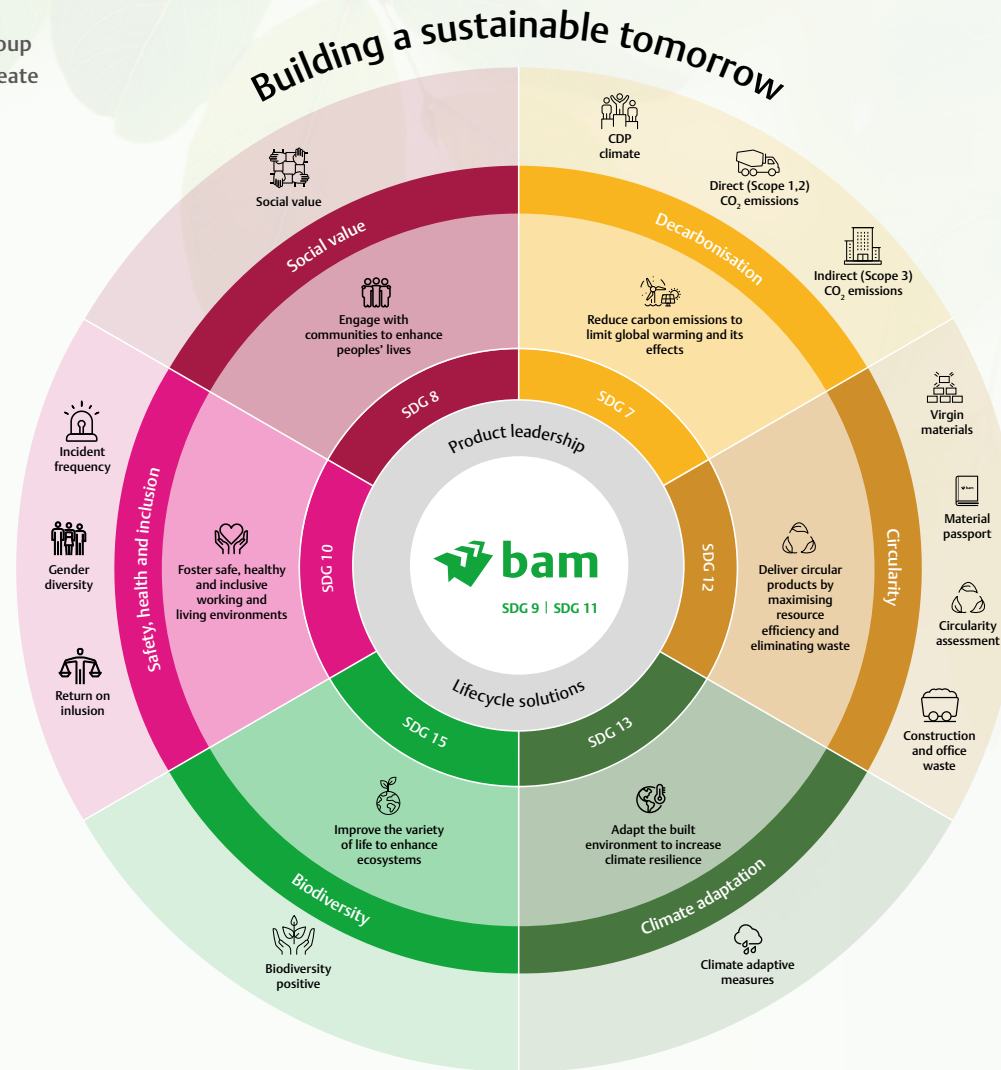 oup
eate
Building a sustainable tomorrow
CDP
climate
Direct (Scope 1,2)
CO₂ emissions
Indirect (Scope 3)
CO₂ emissions
Decarbonisation
Reduce carbon emissions to
limit global warming and its
effects
SDG 7
Virgin
materials
Material
passport
Circularity
assessment
Construction
and office
waste
bam
Circularity
Deliver circular
products by
maximising
resource
efficiency and
eliminating waste
SDG 12
Climate adaptive
measures
Climate adaptation
Adapt the built
environment to increase
climate resilience
SDG 13
Biodiversity
positive
Biodiversity
Improve the variety
of life to enhance
ecosystems
SDG 15
Incident
frequency
Gender
diversity
Return on
inlusion
Safety, health and inclusion
Foster safe, healthy
and inclusive
working and
living environments
SDG 10
Social value
Social value
Engage with
communities to enhance
peoples' lives
SDG 8
Product leadership
bam
SDG 9 | SDG 11
Lifecycle solutions